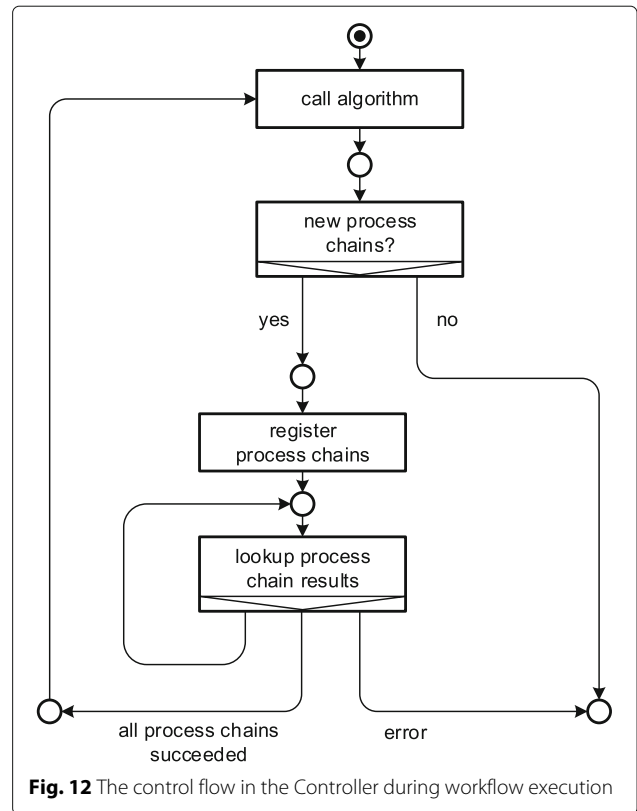 call algorithm
new process
chains?
yes
no
register
process chains
lookup process
chain results
all process chains
succeeded
error
Fig. 12 The control flow in the Controller during workflow execution